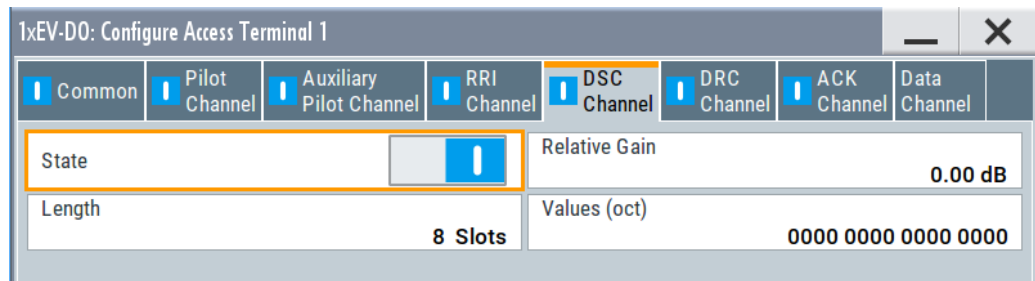 1xEV-DO: Configure Access Terminal 1
Common
Pilot
Channel
Auxiliary
Pilot Channel
RRI
Channel
DSC
Channel
DRC
Channel
ACK
Channel
Data
Channel
State
Relative Gain
0.00 dB
Length
8 Slots
Values (oct)
0000 0000 0000 0000